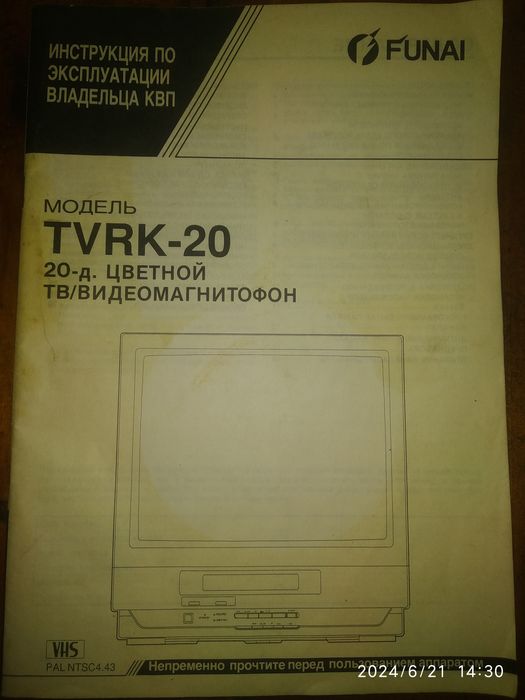 ИНСТРУКЦИЯ ПО
ЭКСПЛУАТАЦИИ
ВЛАДЕЛЬЦА КВП
FUNAI
МОДЕЛЬ
TVRK-20
20-д. ЦВЕТНОЙ
ТВ/ВИДЕОМАГНИТОФОН
VHS
PAL NTSC4.43
Непременно прочтите перед пользованием аппаратом.
2024/6/21 14:30